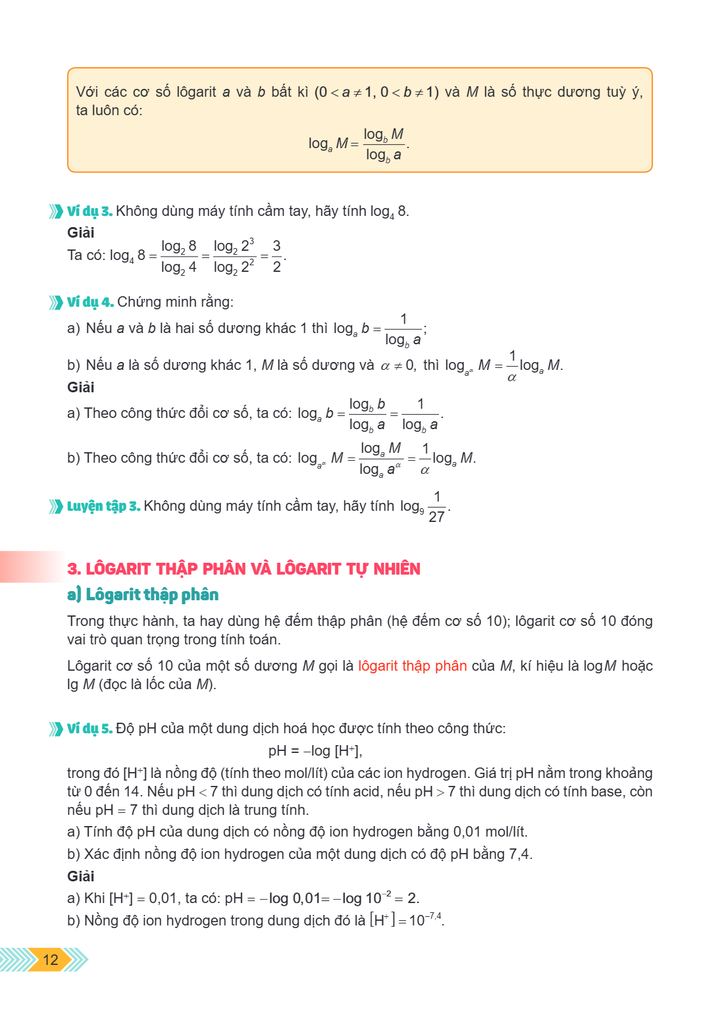 Với các cơ số lôgarit a và b bất kì (0 < a ≠ 1, 0 < b ≠ 1) và M là số thực dương tuỳ ý,
ta luôn có:
logₐ M = log_b M / log_b a.
Ví dụ 3. Không dùng máy tính cầm tay, hãy tính log₄ 8.
Giải
Ta có: log₄ 8 = log₂ 8 / log₂ 4 = log₂ 2³ / log₂ 2² = 3/2.
Ví dụ 4. Chứng minh rằng:
a) Nếu a và b là hai số dương khác 1 thì logₐ b = 1 / log_b a;
b) Nếu a là số dương khác 1, M là số dương và α ≠ 0, thì log_{a^α} M = 1/α logₐ M.
Giải
a) Theo công thức đổi cơ số, ta có: logₐ b = log_b b / log_b a = 1 / log_b a.
b) Theo công thức đổi cơ số, ta có: log_{a^α} M = logₐ M / logₐ a^α = 1/α logₐ M.
Luyện tập 3. Không dùng máy tính cầm tay, hãy tính log₉ 1/27.
3. LÔGARIT THẬP PHÂN VÀ LÔGARIT TỰ NHIÊN
a) Lôgarit thập phân
Trong thực hành, ta hay dùng hệ đếm thập phân (hệ đếm cơ số 10); lôgarit cơ số 10 đóng
vai trò quan trọng trong tính toán.
Lôgarit cơ số 10 của một số dương M gọi là lôgarit thập phân của M, kí hiệu là log M hoặc
lg M (đọc là lốc của M).
Ví dụ 5. Độ pH của một dung dịch hoá học được tính theo công thức:
pH = –log [H⁺],
trong đó [H⁺] là nồng độ (tính theo mol/lít) của các ion hydrogen. Giá trị pH nằm trong khoảng
từ 0 đến 14. Nếu pH < 7 thì dung dịch có tính acid, nếu pH > 7 thì dung dịch có tính base, còn
nếu pH = 7 thì dung dịch là trung tính.
a) Tính độ pH của dung dịch có nồng độ ion hydrogen bằng 0,01 mol/lít.
b) Xác định nồng độ ion hydrogen của một dung dịch có độ pH bằng 7,4.
Giải
a) Khi [H⁺] = 0,01, ta có: pH = –log 0,01= –log 10⁻² = 2.
b) Nồng độ ion hydrogen trong dung dịch đó là [H⁺] = 10^{–7,4}.
12